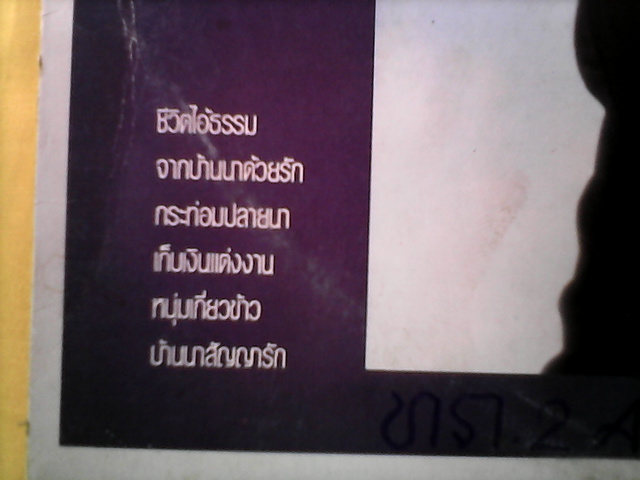 ชีวิตไอ้ธรรม
จากบ้านนาด้วยรัก
กระท่อมปลายนา
เก็บเงินแต่งงาน
หนุ่มเกี่ยวข้าว
บ้านนาสัญญารัก